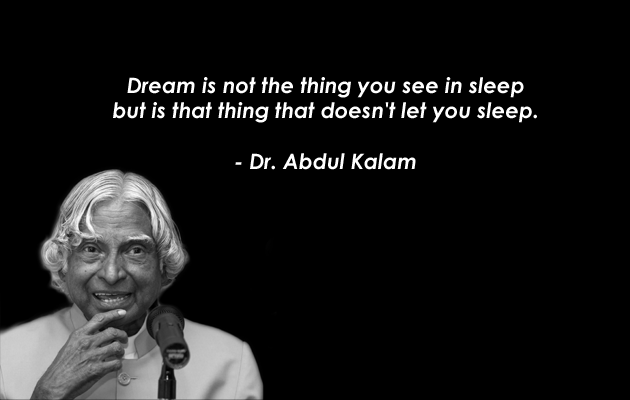 Dream is not the thing you see in sleep
but is that thing that doesn't let you sleep.
- Dr. Abdul Kalam